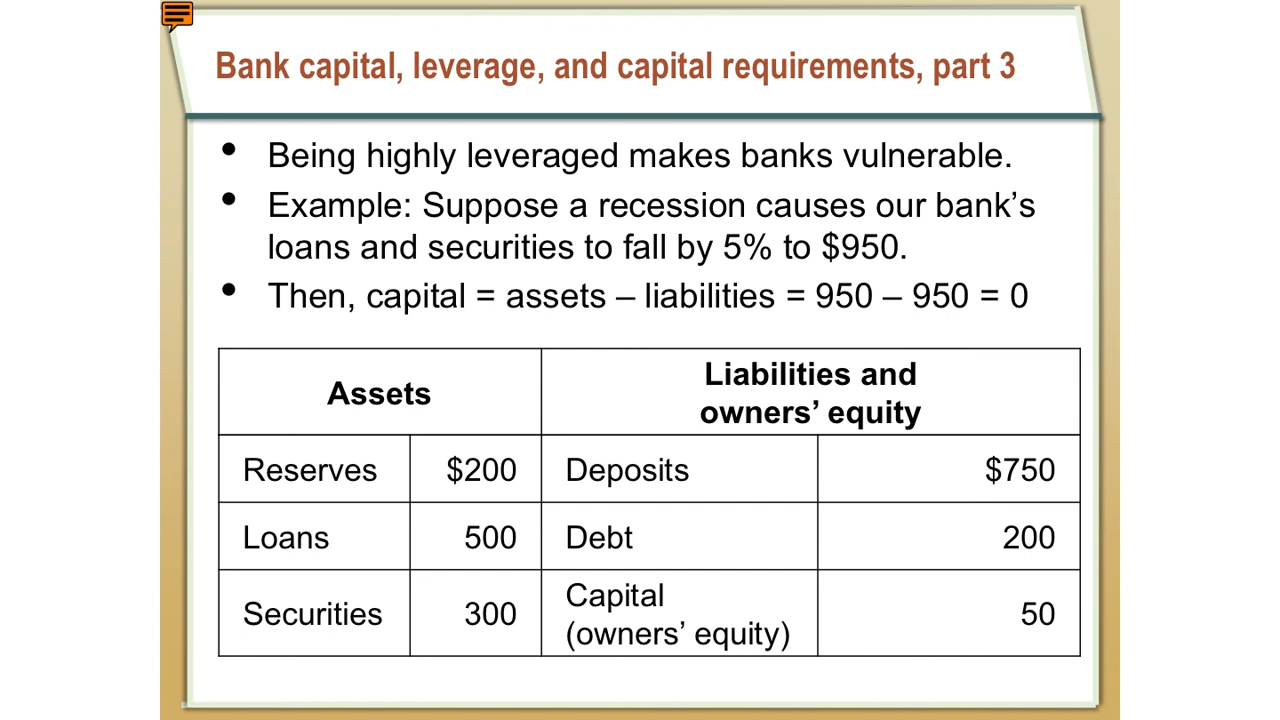 Bank capital, leverage, and capital requirements, part 3
• Being highly leveraged makes banks vulnerable.
• Example: Suppose a recession causes our bank’s
loans and securities to fall by 5% to $950.
• Then, capital = assets – liabilities = 950 – 950 = 0
Assets
Liabilities and
owners’ equity
Reserves $200 Deposits $750
Loans 500 Debt 200
Securities 300 Capital
(owners’ equity) 50